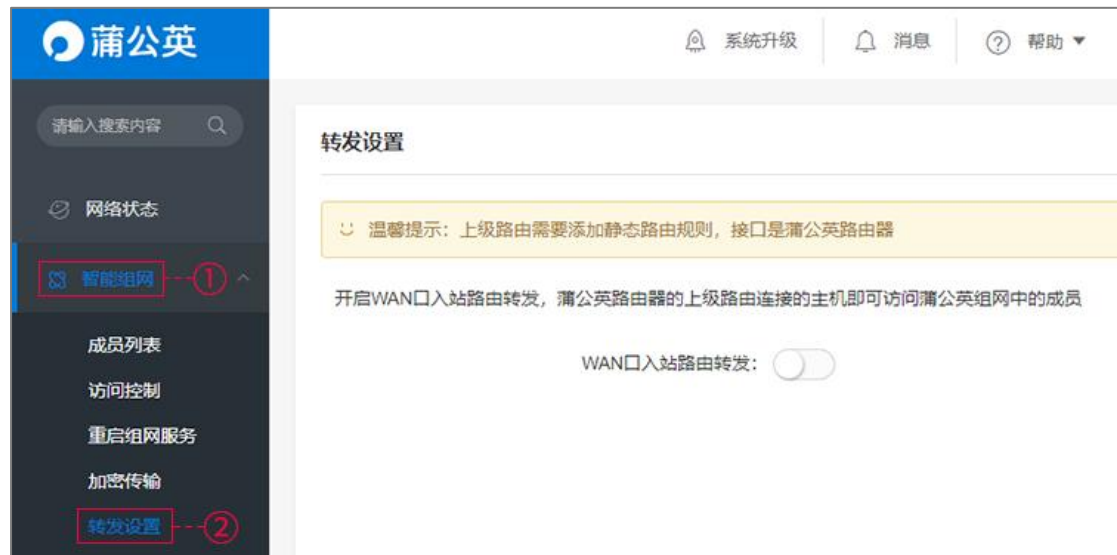 蒲公英
系统升级
消息
帮助
请输入搜索内容
转发设置
网络状态
温馨提示：上级路由需要添加静态路由规则，接口是蒲公英路由器
智能组网
①
开启WAN口入站路由转发，蒲公英路由器的上级路由连接的主机即可访问蒲公英组网中的成员
成员列表
WAN口入站路由转发：
访问控制
重启组网服务
加密传输
转发设置
②